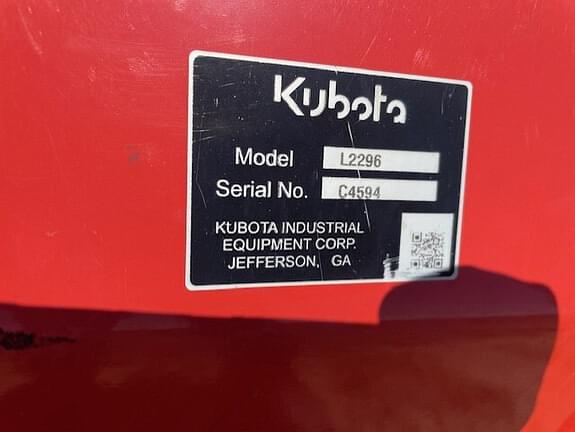 Kubota
Model L2296
Serial No. C4594
KUBOTA INDUSTRIAL
EQUIPMENT CORP.
JEFFERSON, GA